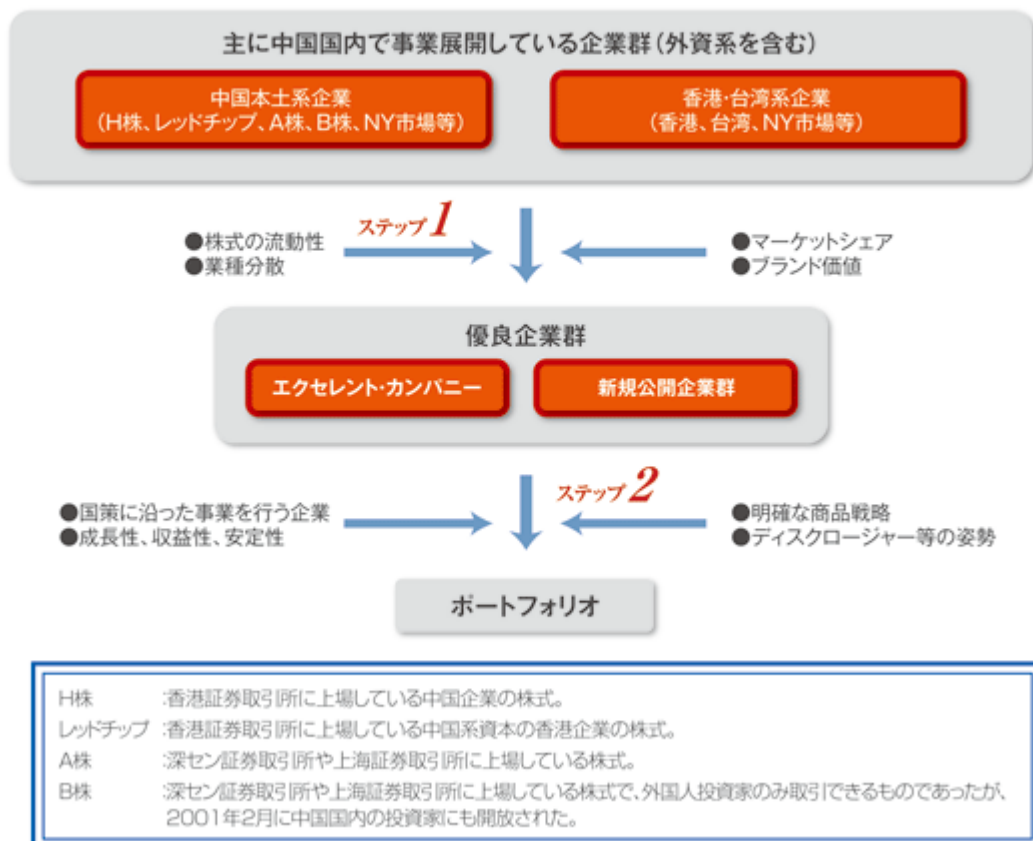 主に中国国内で事業展開している企業群(外資系を含む)
中国本土系企業
(H株、レッドチップ、A株、B株、NY市場等)
香港・台湾系企業
(香港、台湾、NY市場等)
ステップ1
●株式の流動性
●業種分散
●マーケットシェア
●ブランド価値
優良企業群
エクセレント・カンパニー
新規公開企業群
ステップ2
●国策に沿った事業を行う企業
●成長性、収益性、安定性
●明確な商品戦略
●ディスクロージャー等の姿勢
ポートフォリオ
H株 :香港証券取引所に上場している中国企業の株式。
レッドチップ :香港証券取引所に上場している中国系資本の香港企業の株式。
A株 :深セン証券取引所や上海証券取引所に上場している株式。
B株 :深セン証券取引所や上海証券取引所に上場している株式で、外国人投資家のみ取引できるものであったが、
2001年2月に中国国内の投資家にも開放された。